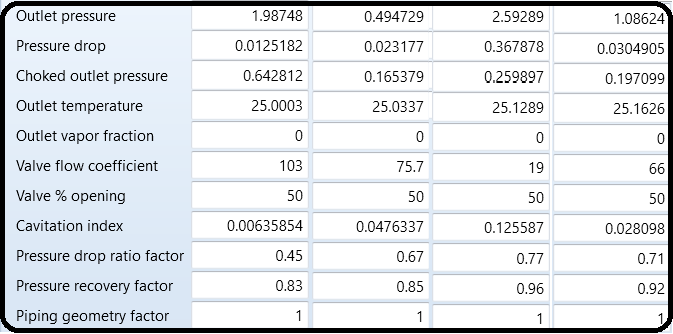 Outlet pressure 1.98748 0.494729 2.59289 1.08624
Pressure drop 0.0125182 0.023177 0.367878 0.0304905
Choked outlet pressure 0.642812 0.165379 0.259897 0.197099
Outlet temperature 25.0003 25.0337 25.1289 25.1626
Outlet vapor fraction 0 0 0 0
Valve flow coefficient 103 75.7 19 66
Valve % opening 50 50 50 50
Cavitation index 0.00635854 0.0476337 0.125587 0.028098
Pressure drop ratio factor 0.45 0.67 0.77 0.71
Pressure recovery factor 0.83 0.85 0.96 0.92
Piping geometry factor 1 1 1 1